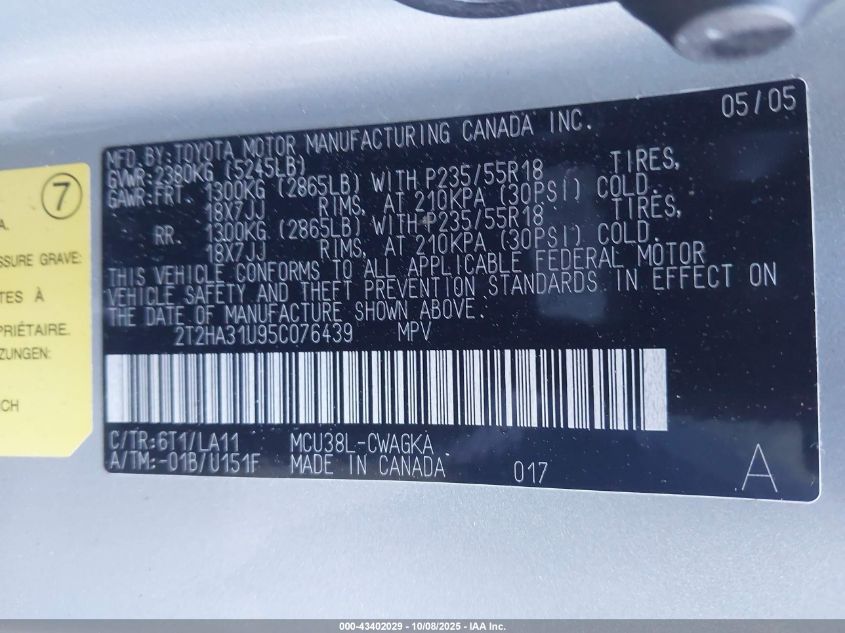 05/05
MFD.BY:TOYOTA MOTOR MANUFACTURING CANADA INC.
GVWR:2380KG (5245LB)
GAWR:FRT. 1300KG (2865LB) WITH P235/55R18 TIRES,
18X7JJ RIMS, AT 210KPA (30PSI) COLD.
RR. 1300KG (2865LB) WITH P235/55R18 TIRES,
18X7JJ RIMS, AT 210KPA (30PSI) COLD.
THIS VEHICLE CONFORMS TO ALL APPLICABLE FEDERAL MOTOR
VEHICLE SAFETY AND THEFT PREVENTION STANDARDS IN EFFECT ON
THE DATE OF MANUFACTURE SHOWN ABOVE.
2T2HA31U95C076439 MPV
C/TR:6T1/LA11 MCU38L-CWAGKA
A/TM:-01B/U151F MADE IN CANADA 017 A
7
A.
SSURE GRAVE:
TES À
PRIÉTAIRE.
ZUNGEN:
ICH
000-43402029 - 10/08/2025 - IAA Inc.